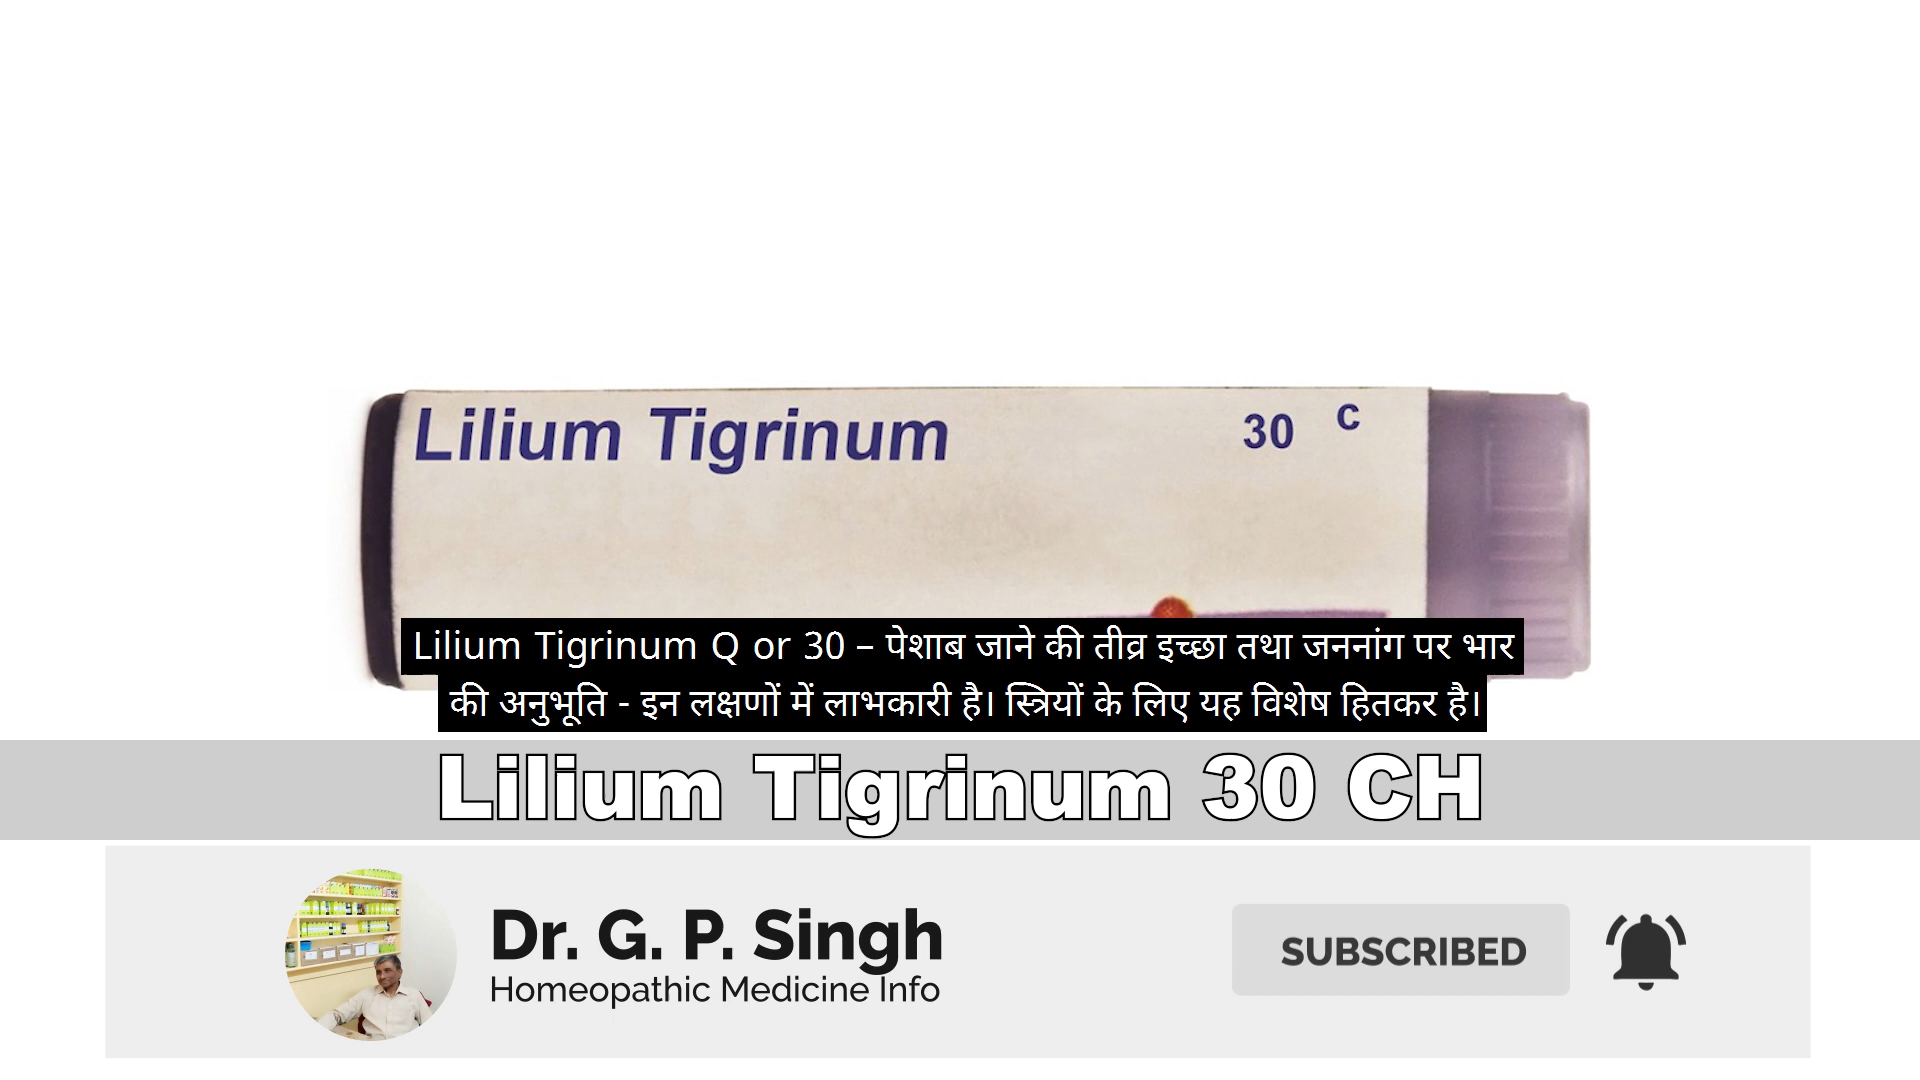 Lilium Tigrinum 30 C
Lilium Tigrinum Q or 30 – पेशाब जाने की तीव्र इच्छा तथा जननांग पर भार
की अनुभूति - इन लक्षणों में लाभकारी है। स्त्रियों के लिए यह विशेष हितकर है।
Lilium Tigrinum 30 CH
Dr. G. P. Singh
Homeopathic Medicine Info
SUBSCRIBED